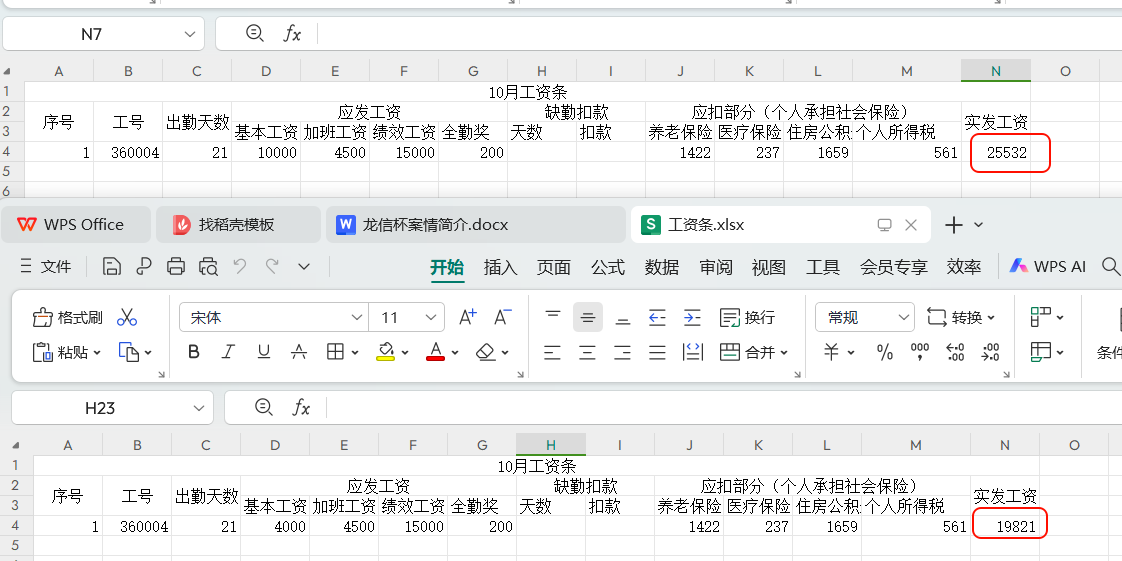 N7 fx
A B C D E F G H I J K L M N O
1 10月工资条
2 序号 工号 出勤天数 应发工资 缺勤扣款 应扣部分（个人承担社会保险） 实发工资
3 基本工资 加班工资 绩效工资 全勤奖 天数 扣款 养老保险 医疗保险 住房公积 个人所得税
4 1 360004 21 10000 4500 15000 200 1422 237 1659 561 25532
5
6
WPS Office 找稻壳模板 W 龙信杯案情简介.docx S 工资条.xlsx
文件 开始 插入 页面 公式 数据 审阅 视图 工具 会员专享 效率 WPS AI
格式刷 宋体 11 A+ A- 换行 常规 转换
粘贴 B I U A A 合并 ¥ % 000 条件
H23 fx
A B C D E F G H I J K L M N O
1 10月工资条
2 序号 工号 出勤天数 应发工资 缺勤扣款 应扣部分（个人承担社会保险） 实发工资
3 基本工资 加班工资 绩效工资 全勤奖 天数 扣款 养老保险 医疗保险 住房公积 个人所得税
4 1 360004 21 4000 4500 15000 200 1422 237 1659 561 19821
5